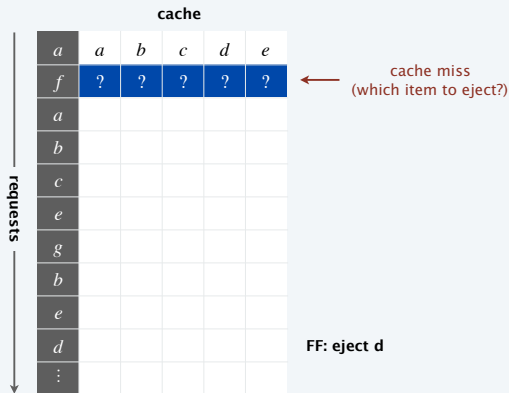 cache
a a b c d e
f ? ? ? ? ?
cache miss
(which item to eject?)
a
b
c
e
g
b
e
d
FF: eject d
⋮
requests